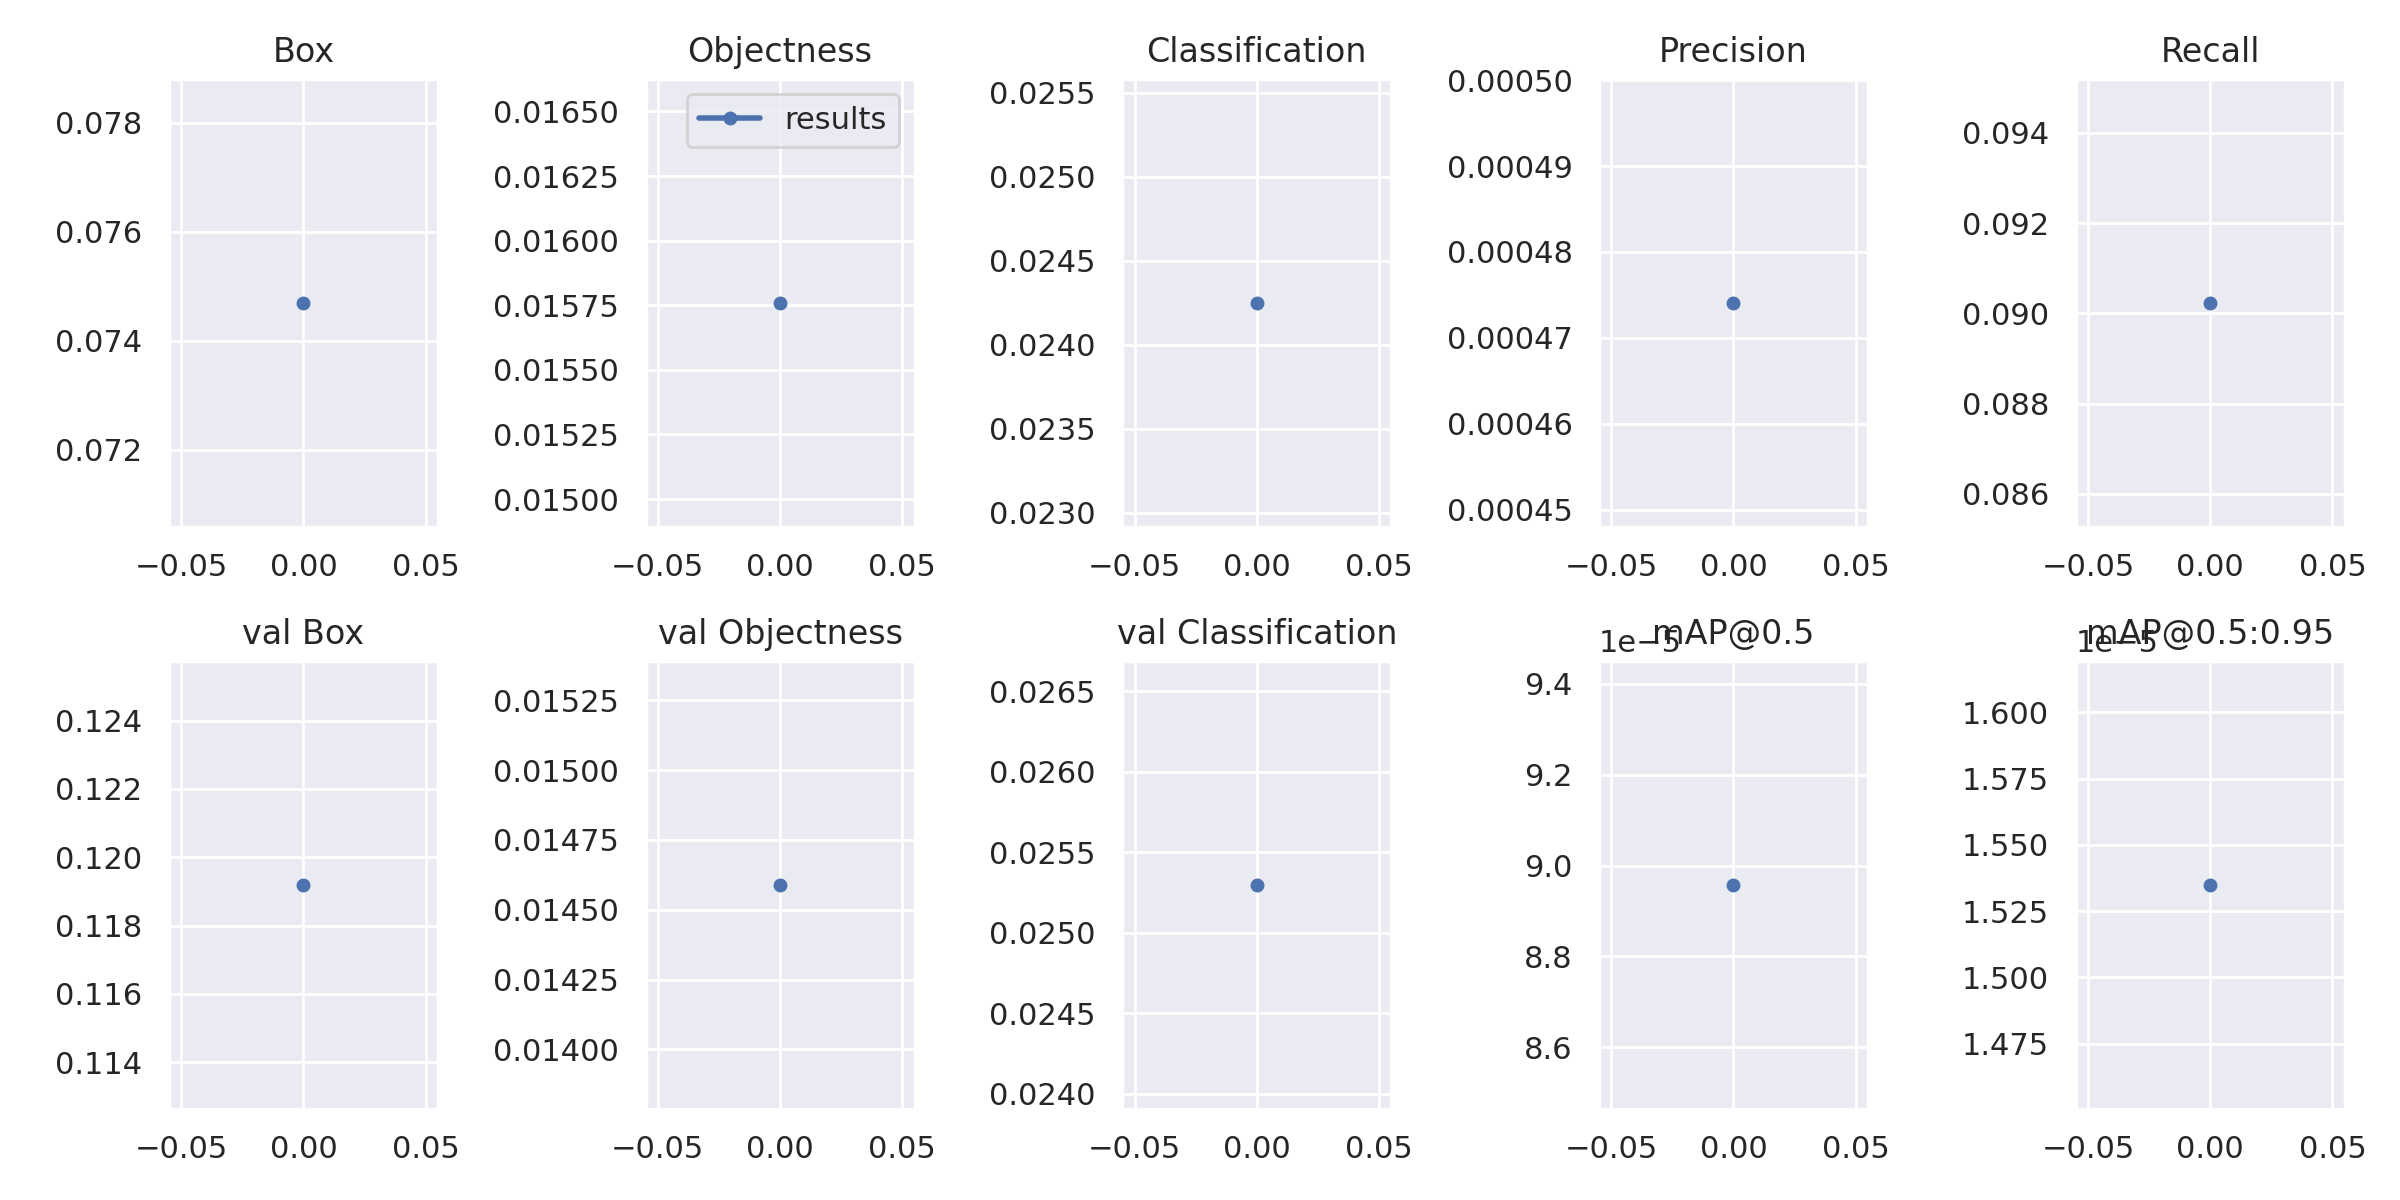 Box
0.078
0.076
0.074
0.072
−0.05 0.00 0.05
Objectness
results
0.01650
0.01625
0.01600
0.01575
0.01550
0.01525
0.01500
−0.05 0.00 0.05
Classification
0.0255
0.0250
0.0245
0.0240
0.0235
0.0230
−0.05 0.00 0.05
Precision
0.00050
0.00049
0.00048
0.00047
0.00046
0.00045
−0.05 0.00 0.05
Recall
0.094
0.092
0.090
0.088
0.086
−0.05 0.00 0.05
val Box
0.124
0.122
0.120
0.118
0.116
0.114
−0.05 0.00 0.05
val Objectness
0.01525
0.01500
0.01475
0.01450
0.01425
0.01400
−0.05 0.00 0.05
val Classification
0.0265
0.0260
0.0255
0.0250
0.0245
0.0240
−0.05 0.00 0.05
mAP@0.5
1e−5
9.4
9.2
9.0
8.8
8.6
−0.05 0.00 0.05
mAP@0.5:0.95
1e−5
1.600
1.575
1.550
1.525
1.500
1.475
−0.05 0.00 0.05